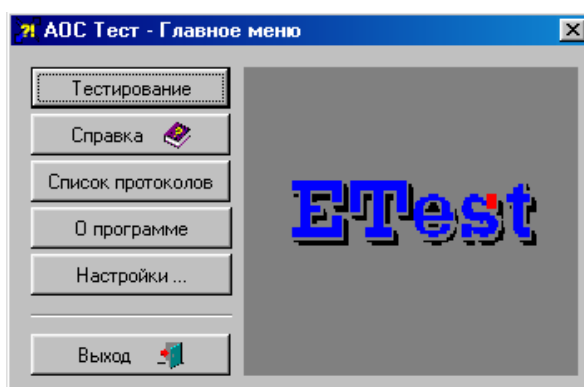 АОС Тест - Главное меню
Тестирование
Справка
Список протоколов
О программе
Настройки ...
Выход
ETest